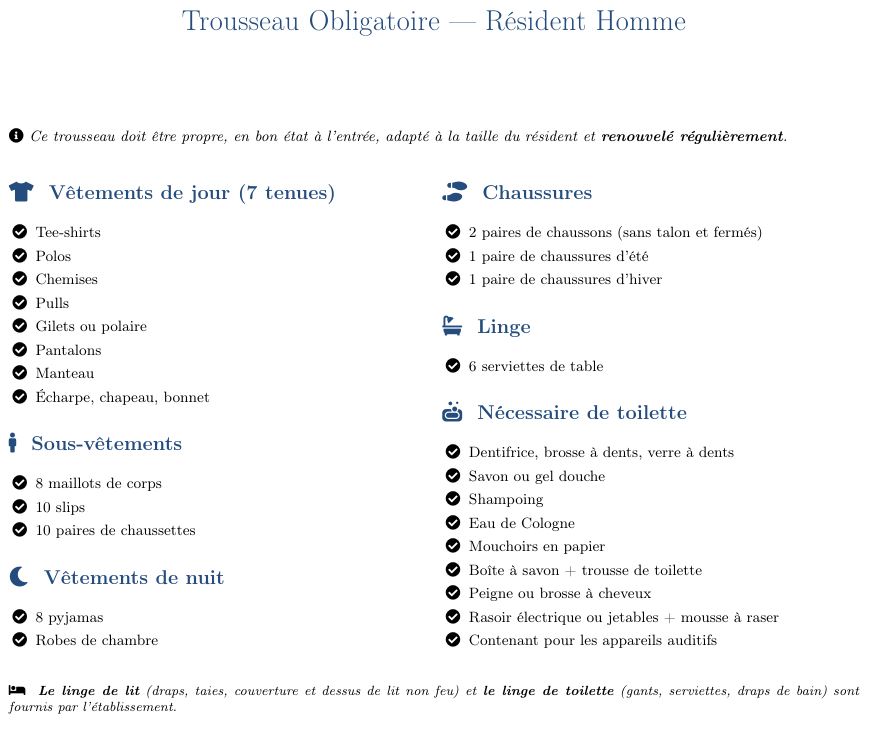 Trousseau Obligatoire — Résident Homme
Ce trousseau doit être propre, en bon état à l'entrée, adapté à la taille du résident et renouvelé régulièrement.
Vêtements de jour (7 tenues)
Tee-shirts
Polos
Chemises
Pulls
Gilets ou polaire
Pantalons
Manteau
Écharpe, chapeau, bonnet
Sous-vêtements
8 maillots de corps
10 slips
10 paires de chaussettes
Vêtements de nuit
8 pyjamas
Robes de chambre
Chaussures
2 paires de chaussons (sans talon et fermés)
1 paire de chaussures d'été
1 paire de chaussures d'hiver
Linge
6 serviettes de table
Nécessaire de toilette
Dentifrice, brosse à dents, verre à dents
Savon ou gel douche
Shampoing
Eau de Cologne
Mouchoirs en papier
Boîte à savon + trousse de toilette
Peigne ou brosse à cheveux
Rasoir électrique ou jetables + mousse à raser
Contenant pour les appareils auditifs
Le linge de lit (draps, taies, couverture et dessus de lit non feu) et le linge de toilette (gants, serviettes, draps de bain) sont
fournis par l'établissement.